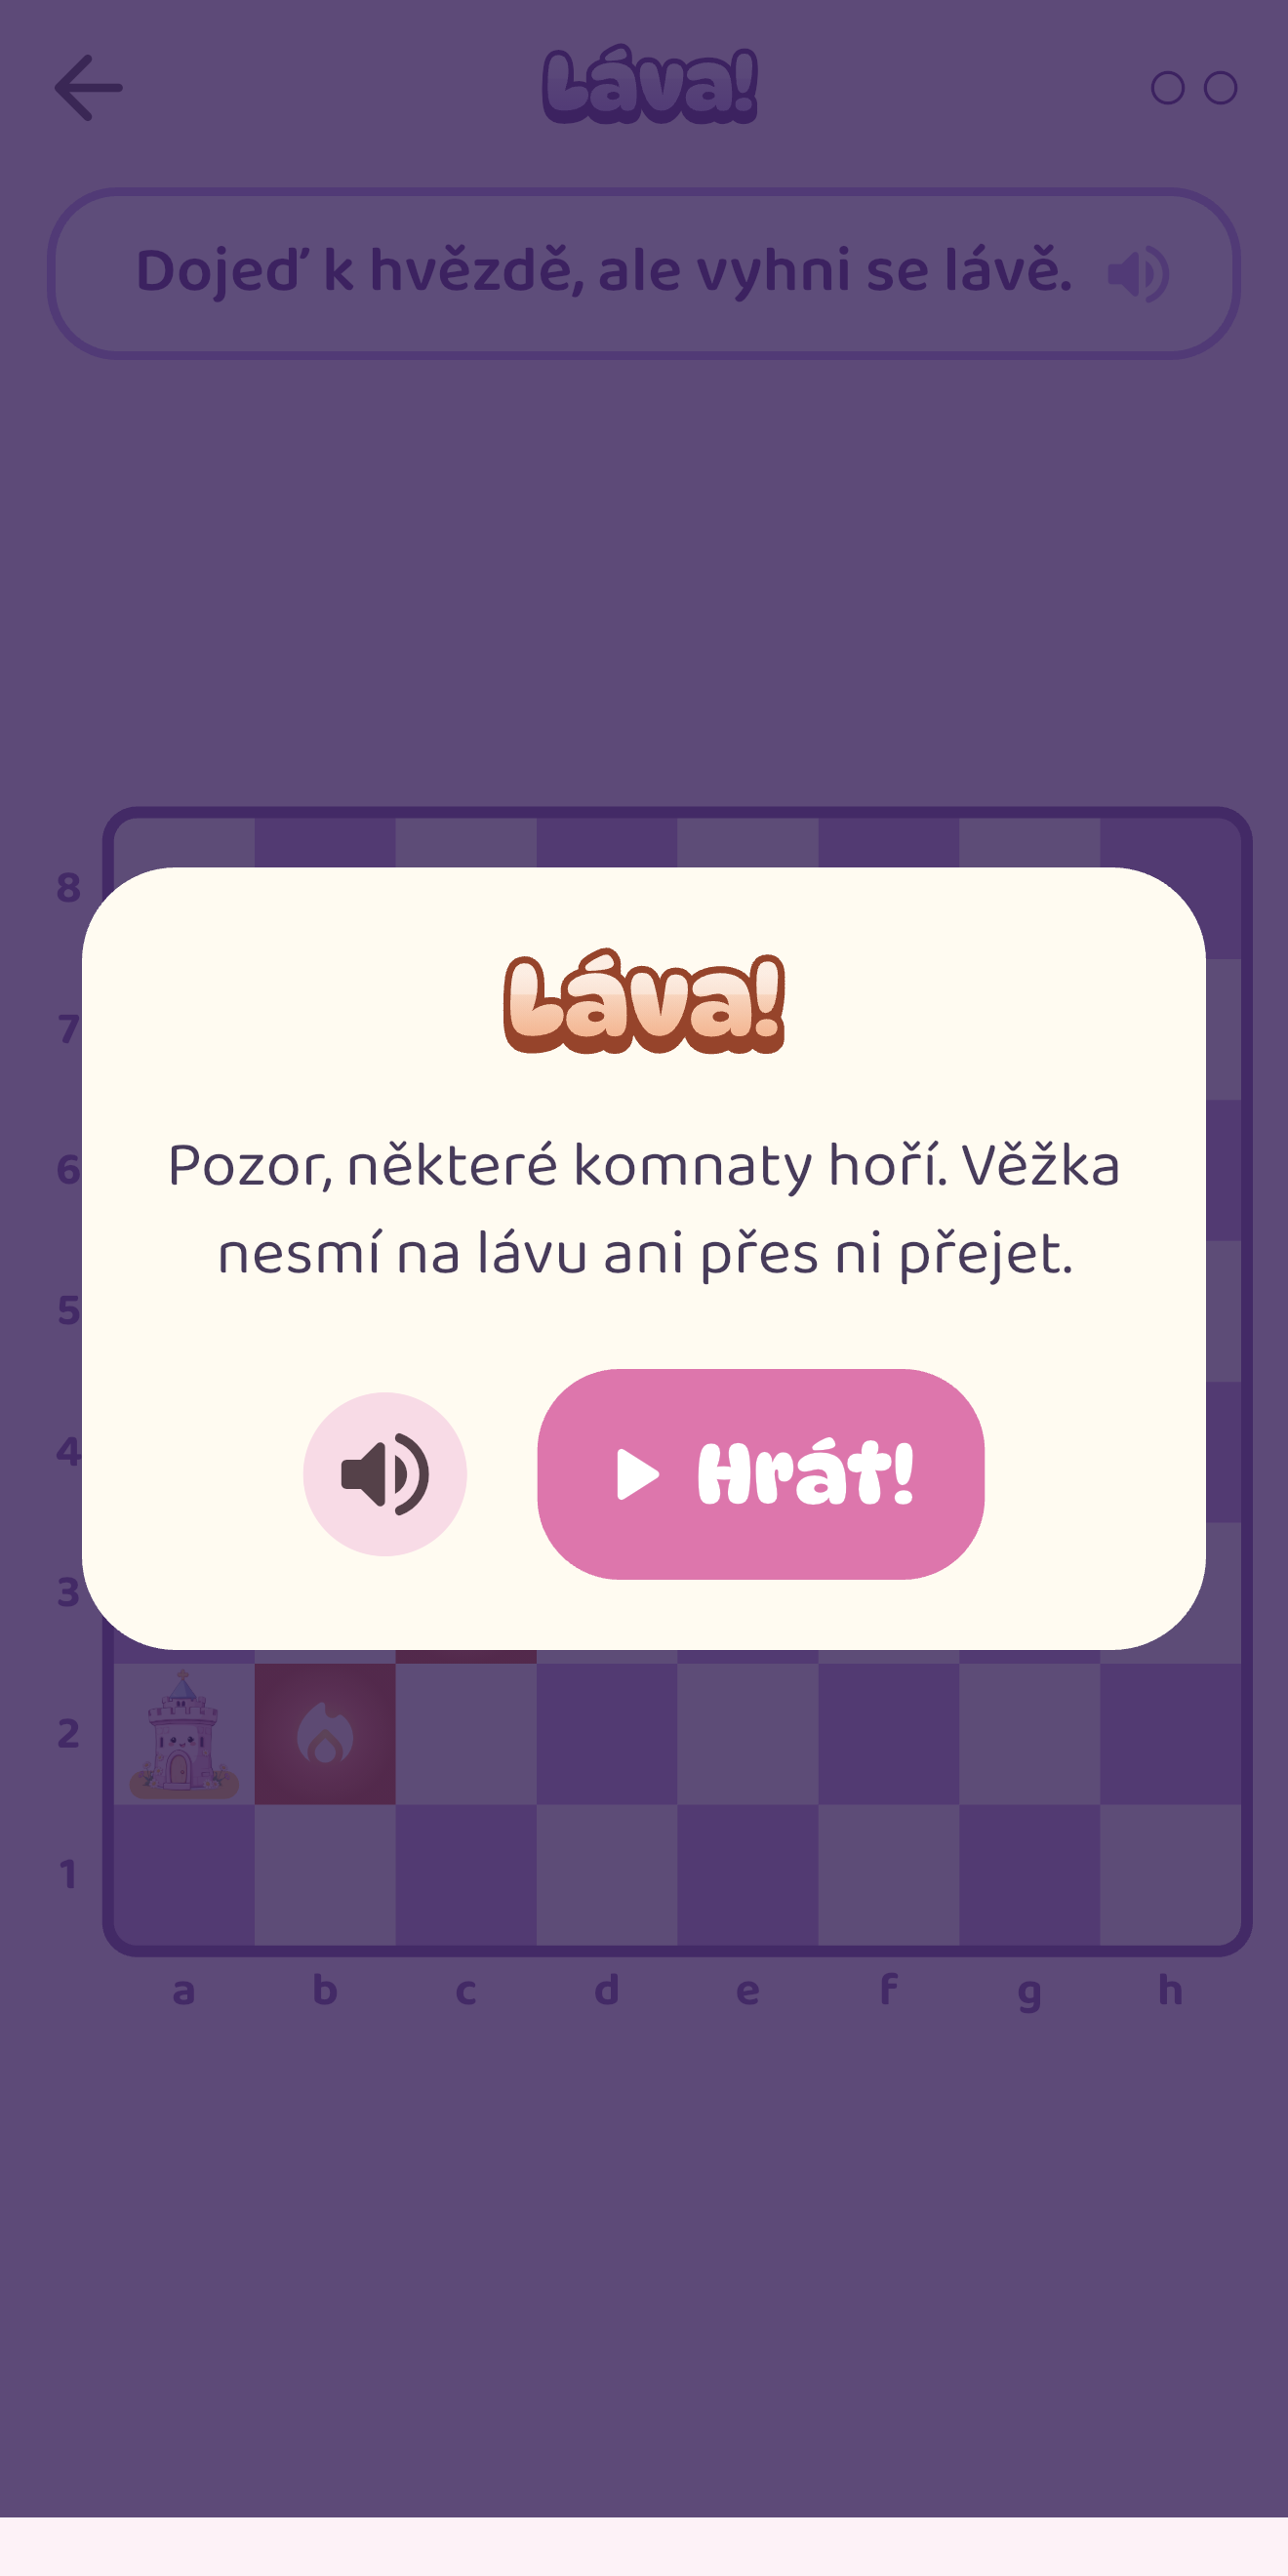 Láva!
Dojeď k hvězdě, ale vyhni se lávě.
8
7
6
5
4
3
2
1
a b c d e f g h
Láva!
Pozor, některé komnaty hoří. Věžka
nesmí na lávu ani přes ni přejet.
Hrát!